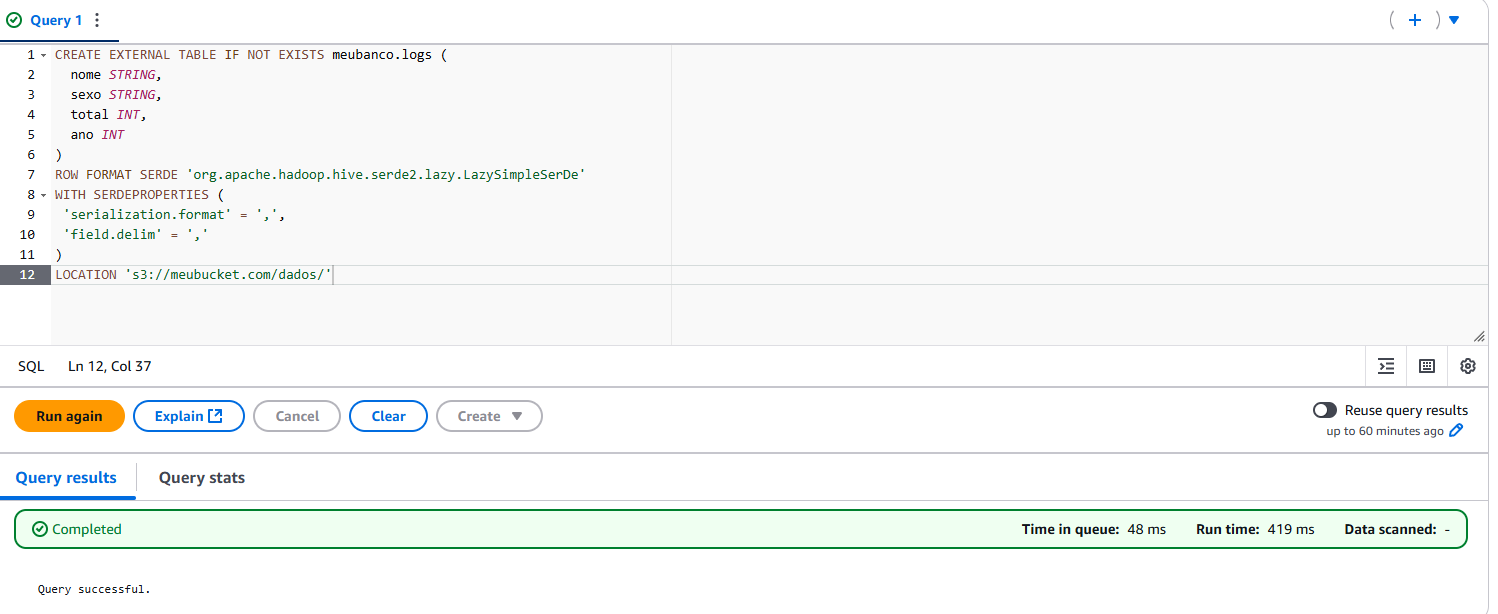 Query 1
1 CREATE EXTERNAL TABLE IF NOT EXISTS meubanco.logs (
2 nome STRING,
3 sexo STRING,
4 total INT,
5 ano INT
6 )
7 ROW FORMAT SERDE 'org.apache.hadoop.hive.serde2.lazy.LazySimpleSerDe'
8 WITH SERDEPROPERTIES (
9 'serialization.format' = ',',
10 'field.delim' = ','
11 )
12 LOCATION 's3://meubucket.com/dados/'
SQL Ln 12, Col 37
Run again Explain Cancel Clear Create Reuse query results
up to 60 minutes ago
Query results Query stats
Completed Time in queue: 48 ms Run time: 419 ms Data scanned: -
Query successful.